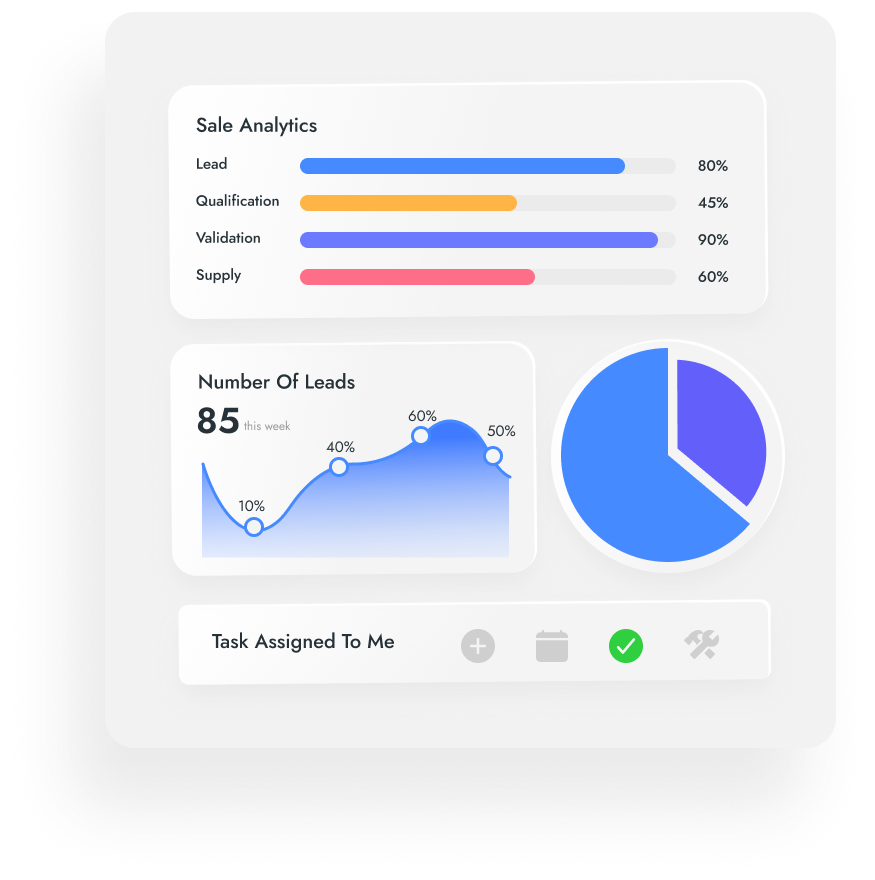 Sale Analytics
Lead 80%
Qualification 45%
Validation 90%
Supply 60%
Number Of Leads
85 this week
60%
50%
40%
10%
Task Assigned To Me